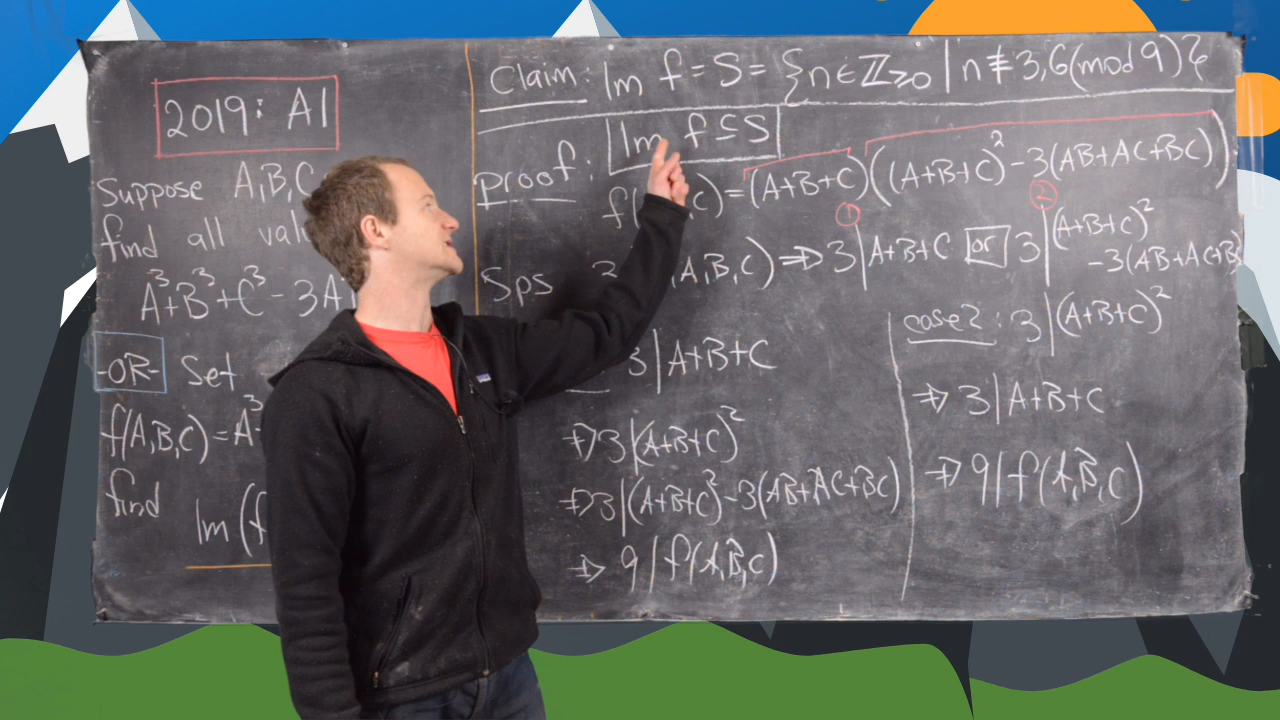 2019: A1
Suppose A,B,C
find all val
A³+B³+C³-3A
-OR- Set
f(A,B,C)=A³
find
Im(f
Claim: Im f = S = {n∈ℤ≥0 | n≢3,6(mod 9)}
proof: Im f ⊆ S
f( C) = (A+B+C)((A+B+C)²-3(AB+AC+BC))
① ②
Sps ,A,B,C) ⇒ 3|A+B+C or 3|(A+B+C)²
-3(AB+AC+BC)
3|A+B+C
⇒ 3|(A+B+C)²
⇒ 3|(A+B+C)²-3(AB+AC+BC)
⇒ 9|f(A,B,C)
case 2: 3|(A+B+C)²
⇒ 3|A+B+C
⇒ 9|f(A,B,C)